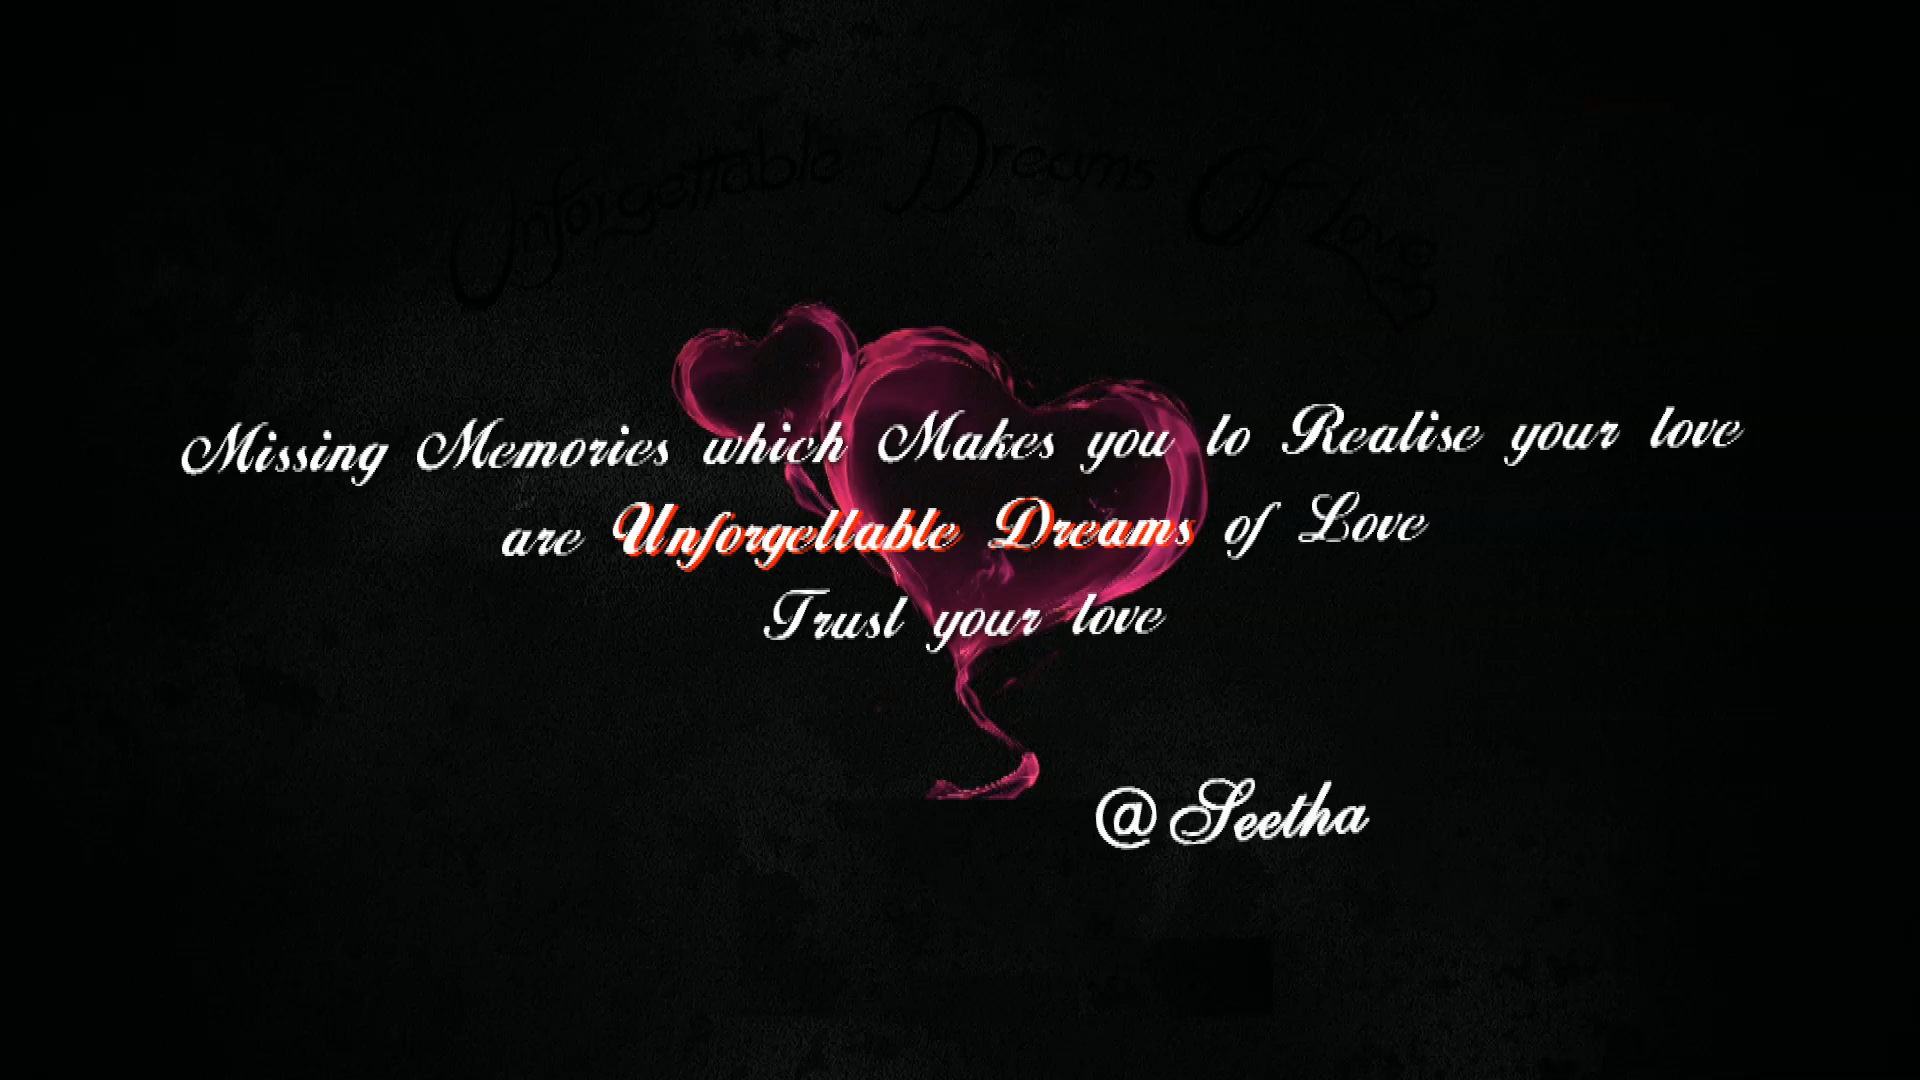 Unforgettable Dreams Of Love
Missing Memories which Makes you to Realise your love
are Unforgettable Dreams of Love
Trust your love
@Seetha